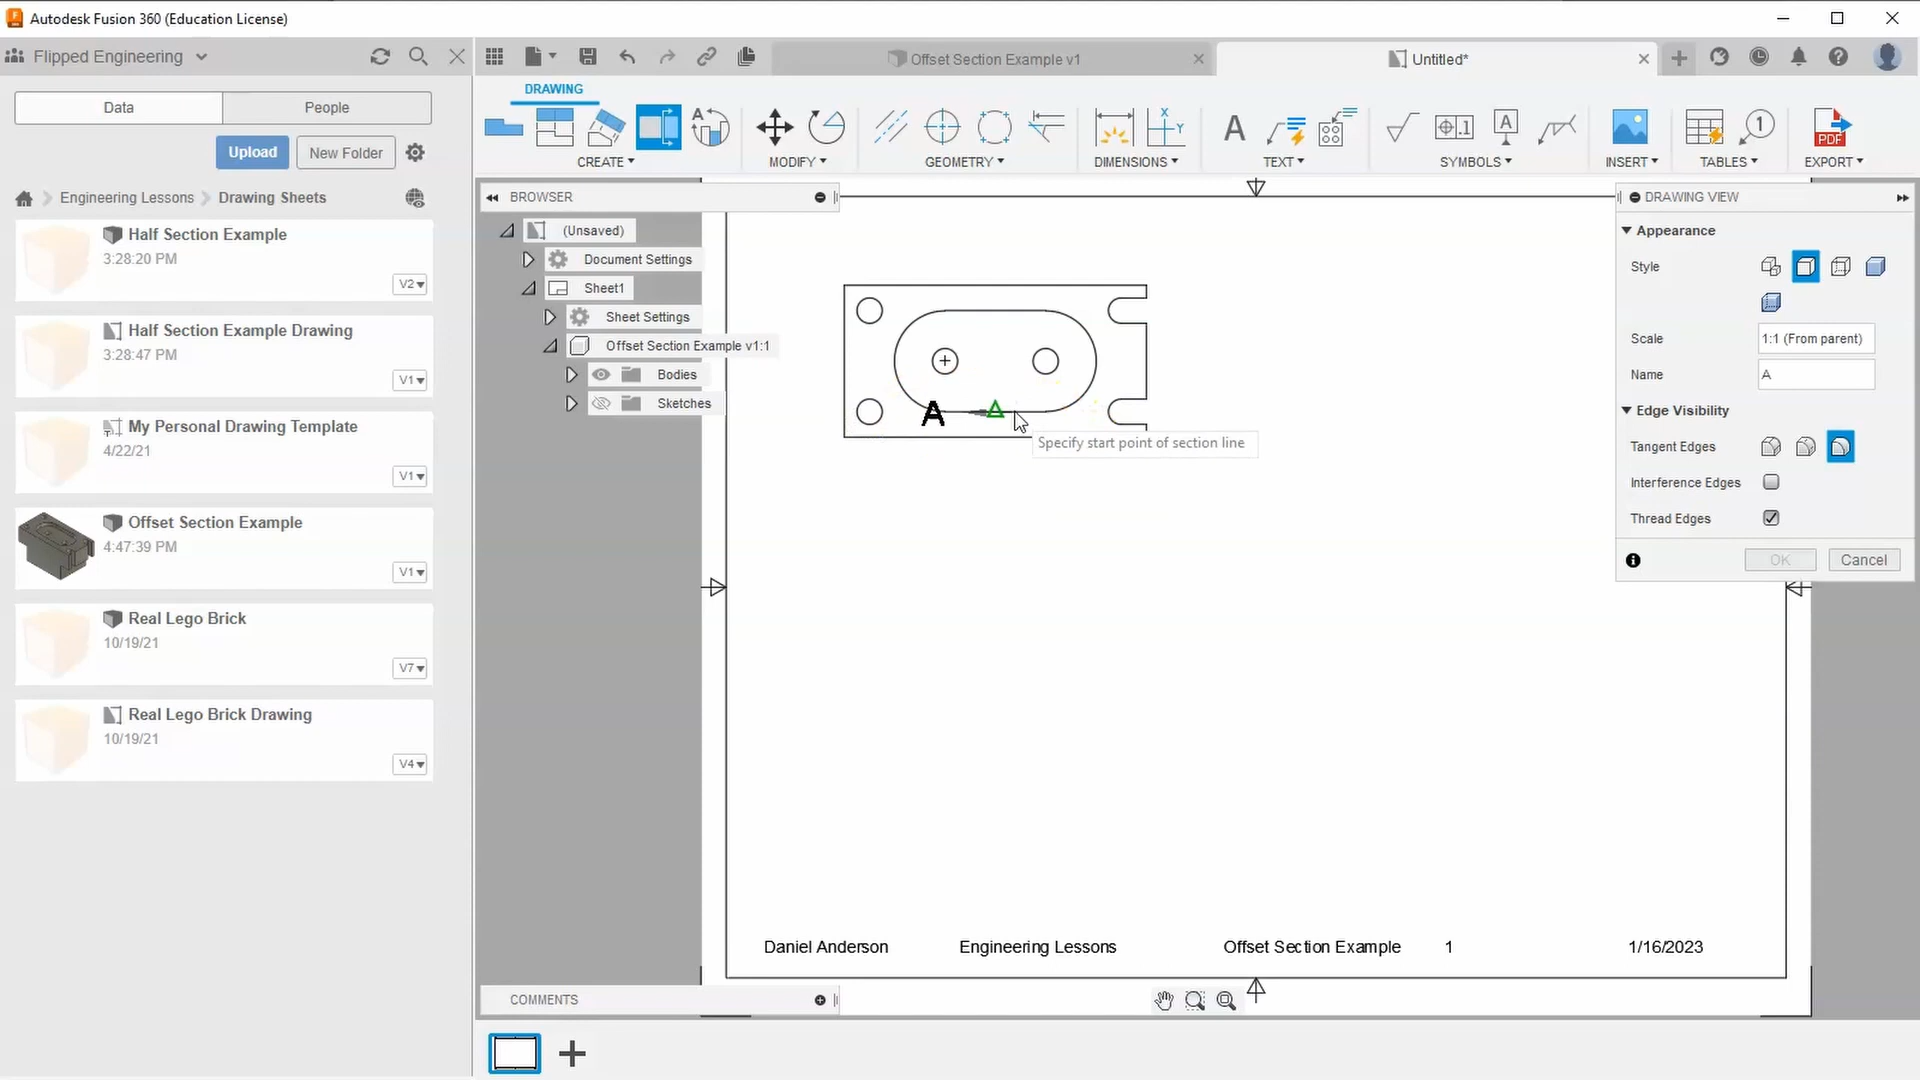 Autodesk Fusion 360 (Education License)
Flipped Engineering
Offset Section Example v1
Untitled*
Data
People
Upload
New Folder
Engineering Lessons
Drawing Sheets
Half Section Example
3:28:20 PM
V2
Half Section Example Drawing
3:28:47 PM
V1
My Personal Drawing Template
4/22/21
V1
Offset Section Example
4:47:39 PM
V1
Real Lego Brick
10/19/21
V7
Real Lego Brick Drawing
10/19/21
V4
DRAWING
CREATE
MODIFY
GEOMETRY
DIMENSIONS
TEXT
SYMBOLS
INSERT
TABLES
EXPORT
PDF
BROWSER
(Unsaved)
Document Settings
Sheet1
Sheet Settings
Offset Section Example v1:1
Bodies
Sketches
A
Specify start point of section line
DRAWING VIEW
Appearance
Style
Scale
1:1 (From parent)
Name
A
Edge Visibility
Tangent Edges
Interference Edges
Thread Edges
OK
Cancel
Daniel Anderson
Engineering Lessons
Offset Section Example
1
1/16/2023
COMMENTS